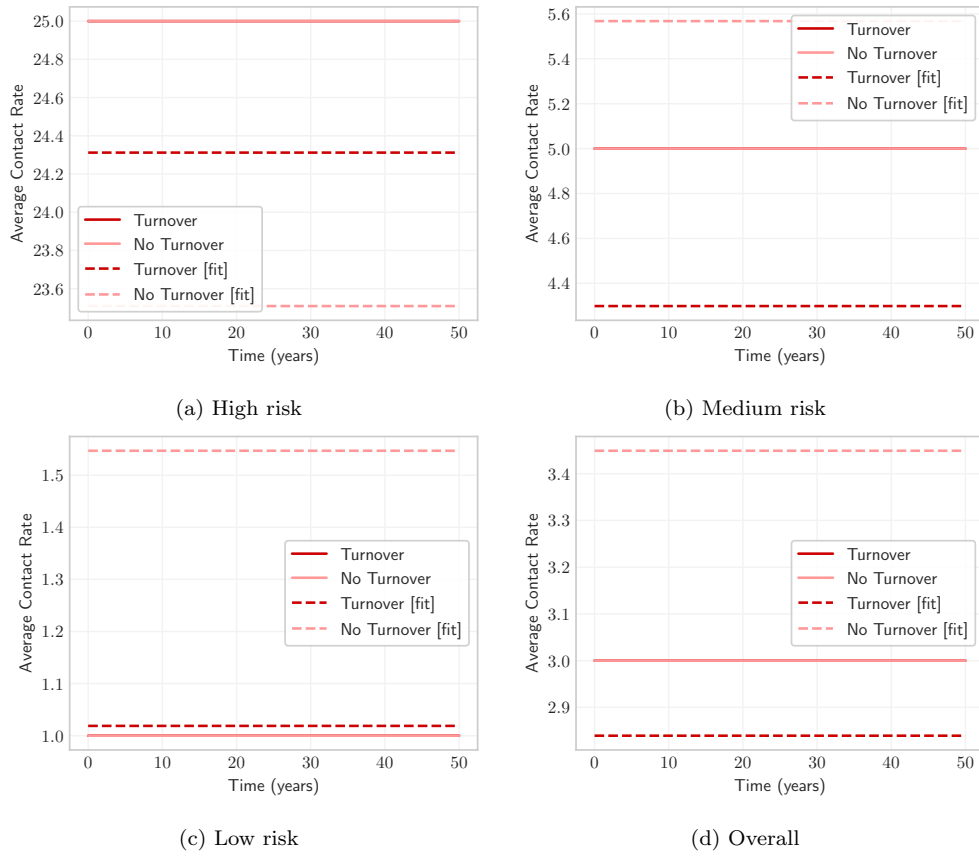 25.0
24.8
24.6
24.4
24.2
24.0
23.8
23.6
Average Contact Rate
Turnover
No Turnover
Turnover [fit]
No Turnover [fit]
0 10 20 30 40 50
Time (years)
(a) High risk
5.6
5.4
5.2
5.0
4.8
4.6
4.4
Average Contact Rate
Turnover
No Turnover
Turnover [fit]
No Turnover [fit]
0 10 20 30 40 50
Time (years)
(b) Medium risk
1.5
1.4
1.3
1.2
1.1
1.0
Average Contact Rate
Turnover
No Turnover
Turnover [fit]
No Turnover [fit]
0 10 20 30 40 50
Time (years)
(c) Low risk
3.4
3.3
3.2
3.1
3.0
2.9
Average Contact Rate
Turnover
No Turnover
Turnover [fit]
No Turnover [fit]
0 10 20 30 40 50
Time (years)
(d) Overall